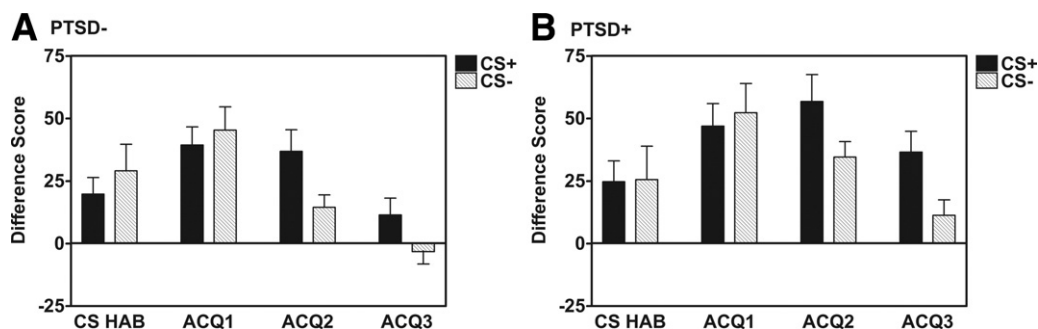 A PTSD-
75
50
25
0
-25
Difference Score
CS+
CS-
CS HAB ACQ1 ACQ2 ACQ3
B PTSD+
75
50
25
0
-25
Difference Score
CS+
CS-
CS HAB ACQ1 ACQ2 ACQ3